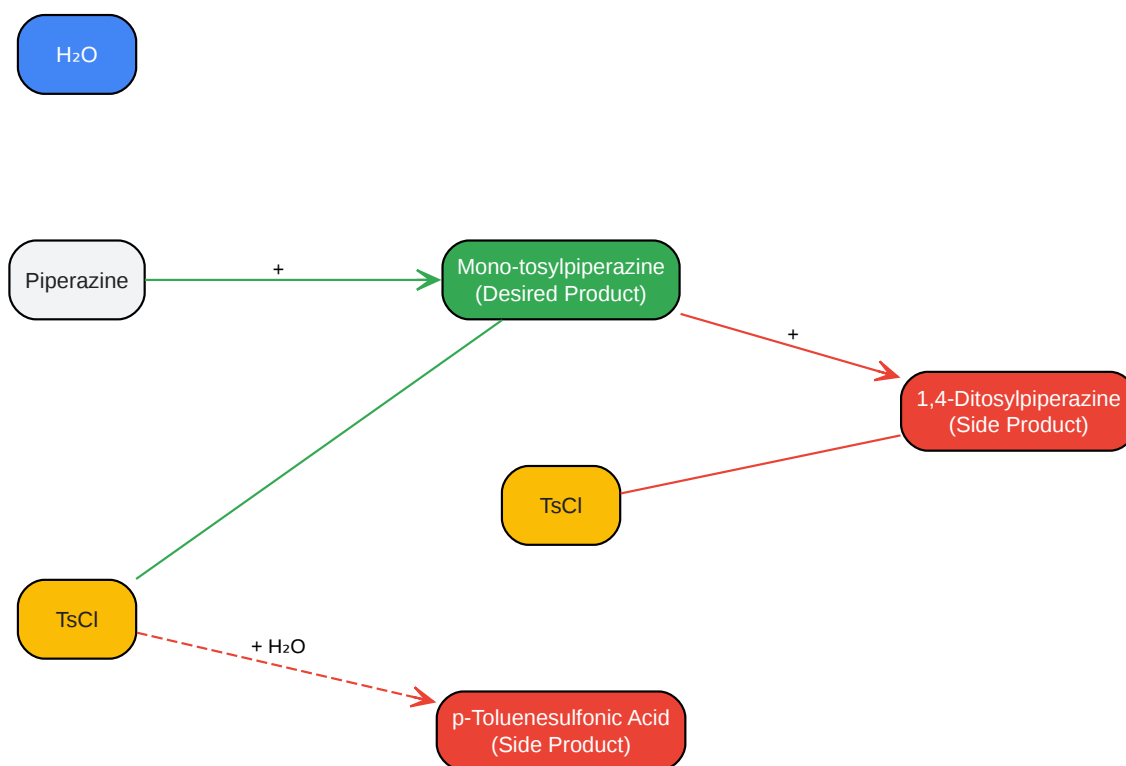 H₂O
Piperazine
+
Mono-tosylpiperazine
(Desired Product)
+
1,4-Ditosylpiperazine
(Side Product)
TsCl
TsCl
+ H₂O
p-Toluenesulfonic Acid
(Side Product)